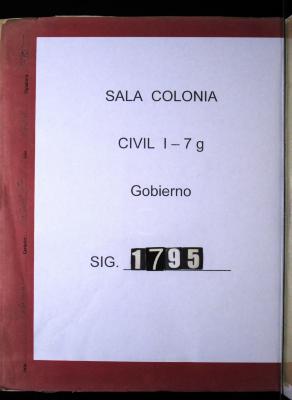 SALA COLONIA
CIVIL I – 7 g
Gobierno
SIG. 1795